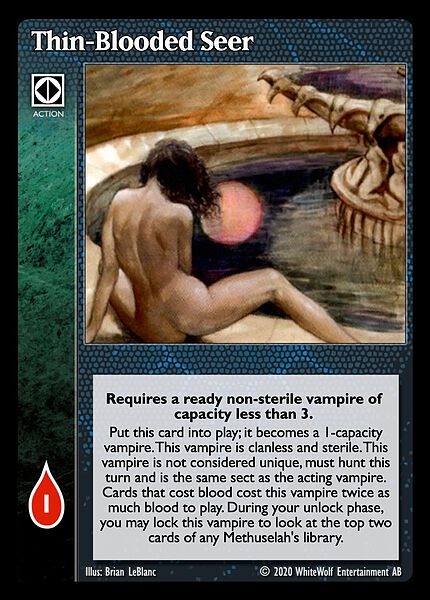 Thin-Blooded Seer
ACTION
Requires a ready non-sterile vampire of
capacity less than 3.
Put this card into play; it becomes a 1-capacity
vampire. This vampire is clanless and sterile. This
vampire is not considered unique, must hunt this
turn and is the same sect as the acting vampire.
Cards that cost blood cost this vampire twice as
much blood to play. During your unlock phase,
you may lock this vampire to look at the top two
cards of any Methuselah's library.
1
Illus: Brian LeBlanc © 2020 WhiteWolf Entertainment AB